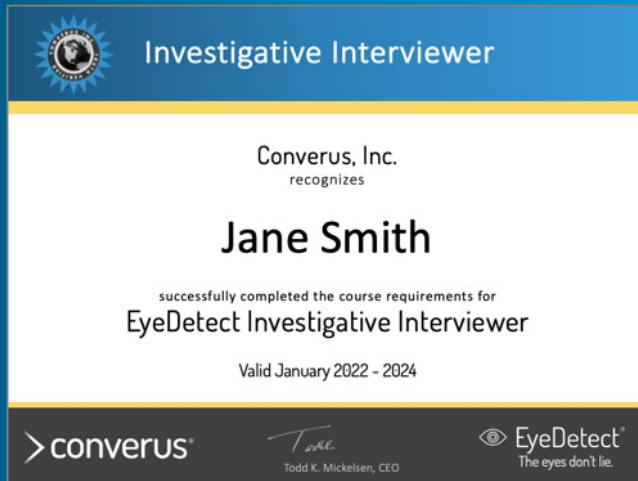 Investigative Interviewer
Converus, Inc.
recognizes
Jane Smith
successfully completed the course requirements for
EyeDetect Investigative Interviewer
Valid January 2022 - 2024
converus®
Todd
Todd K. Mickelsen, CEO
EyeDetect®
The eyes don't lie.